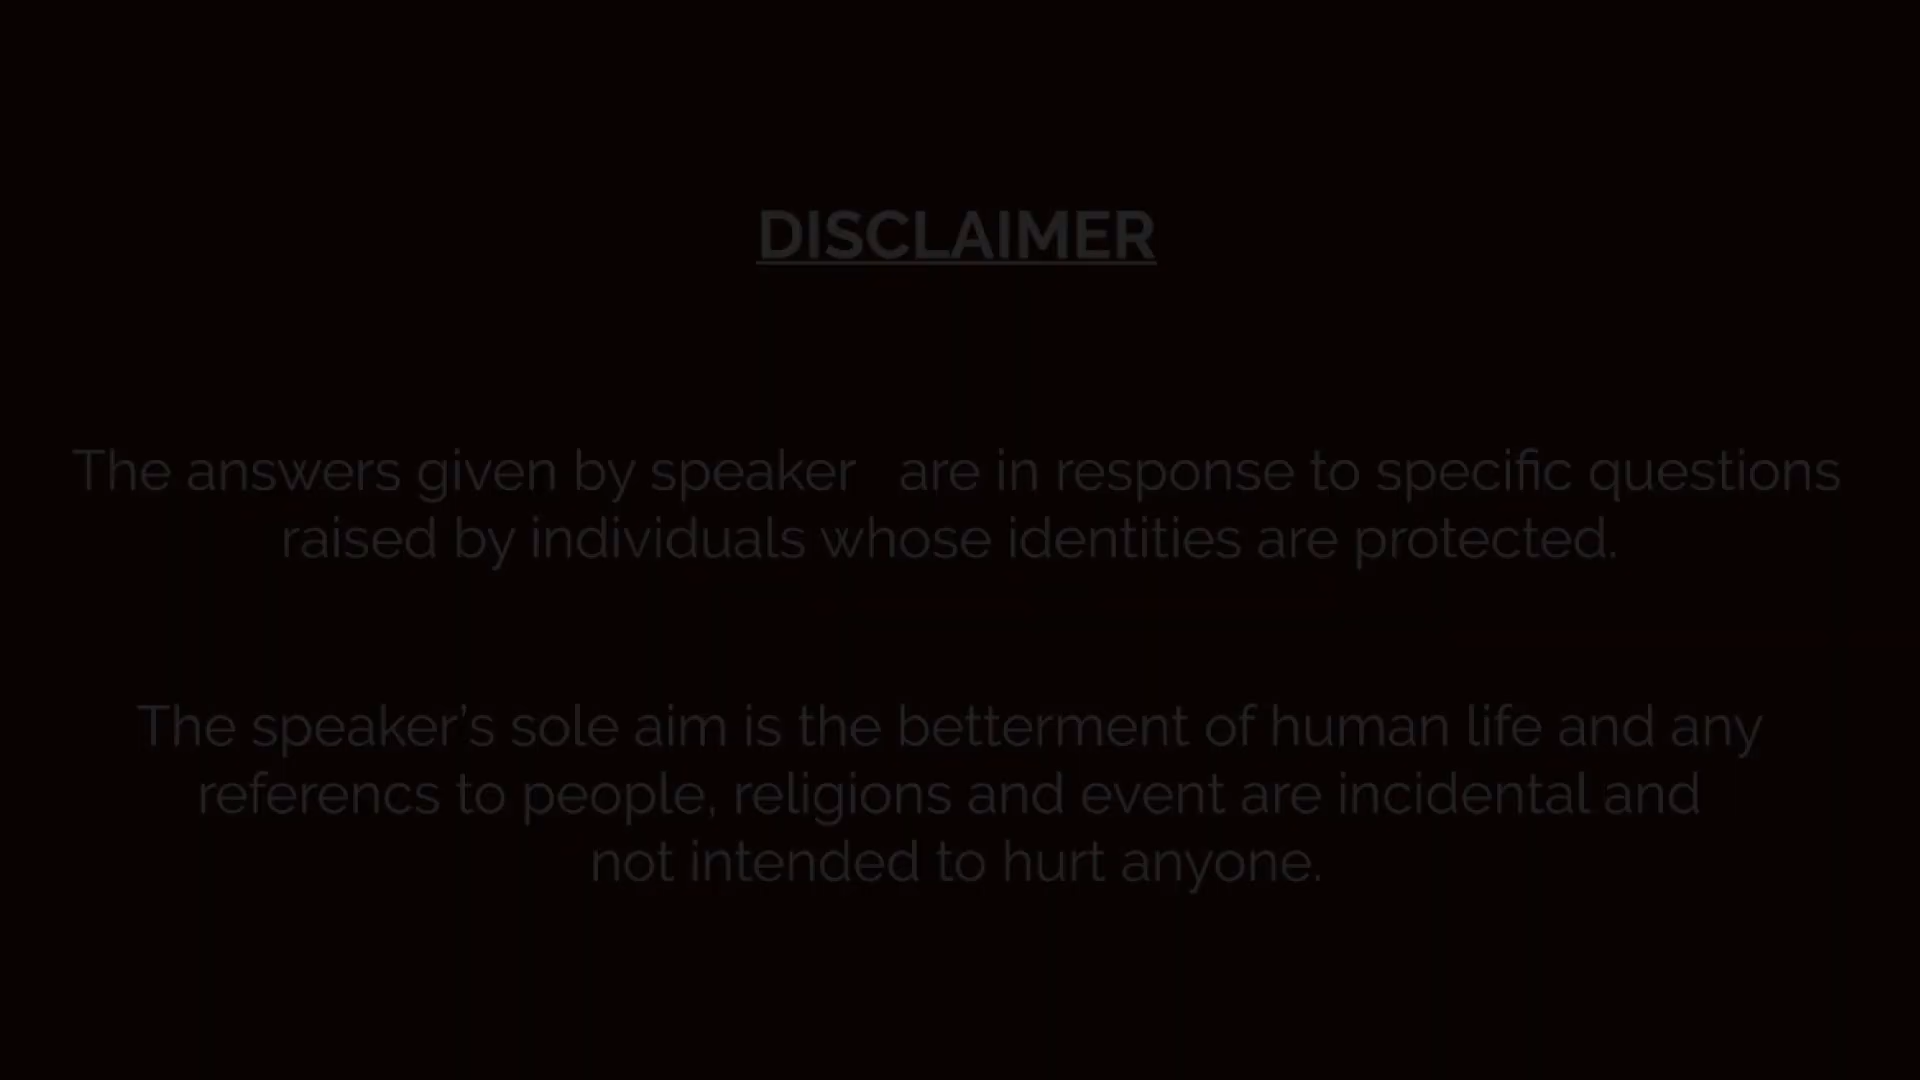 DISCLAIMER
The answers given by speaker are in response to specific questions
raised by individuals whose identities are protected.
The speaker’s sole aim is the betterment of human life and any
referencs to people, religions and event are incidental and
not intended to hurt anyone.